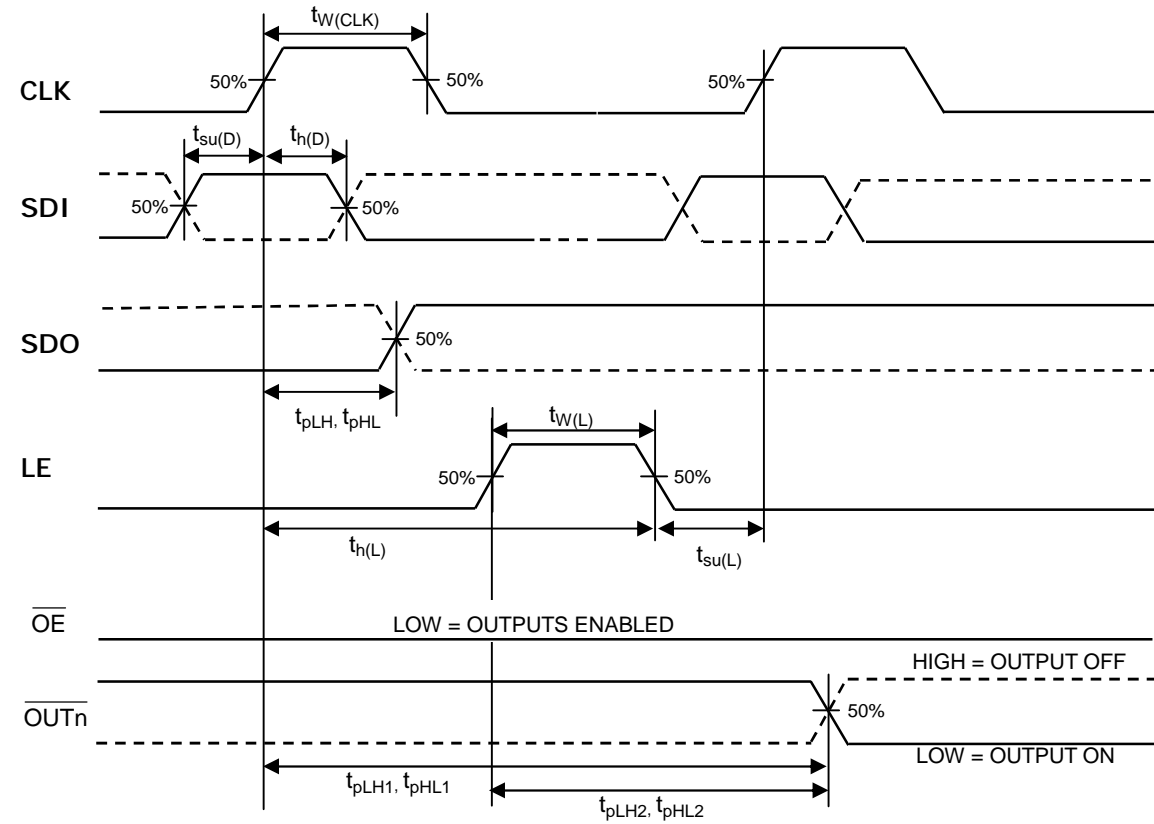 tW(CLK)
50%
50%
50%
CLK
tsu(D)
th(D)
SDI
50%
50%
SDO
50%
tpLH, tpHL
tW(L)
LE
50%
50%
th(L)
tsu(L)
OE
LOW = OUTPUTS ENABLED
HIGH = OUTPUT OFF
OUTn
50%
LOW = OUTPUT ON
tpLH1, tpHL1
tpLH2, tpHL2